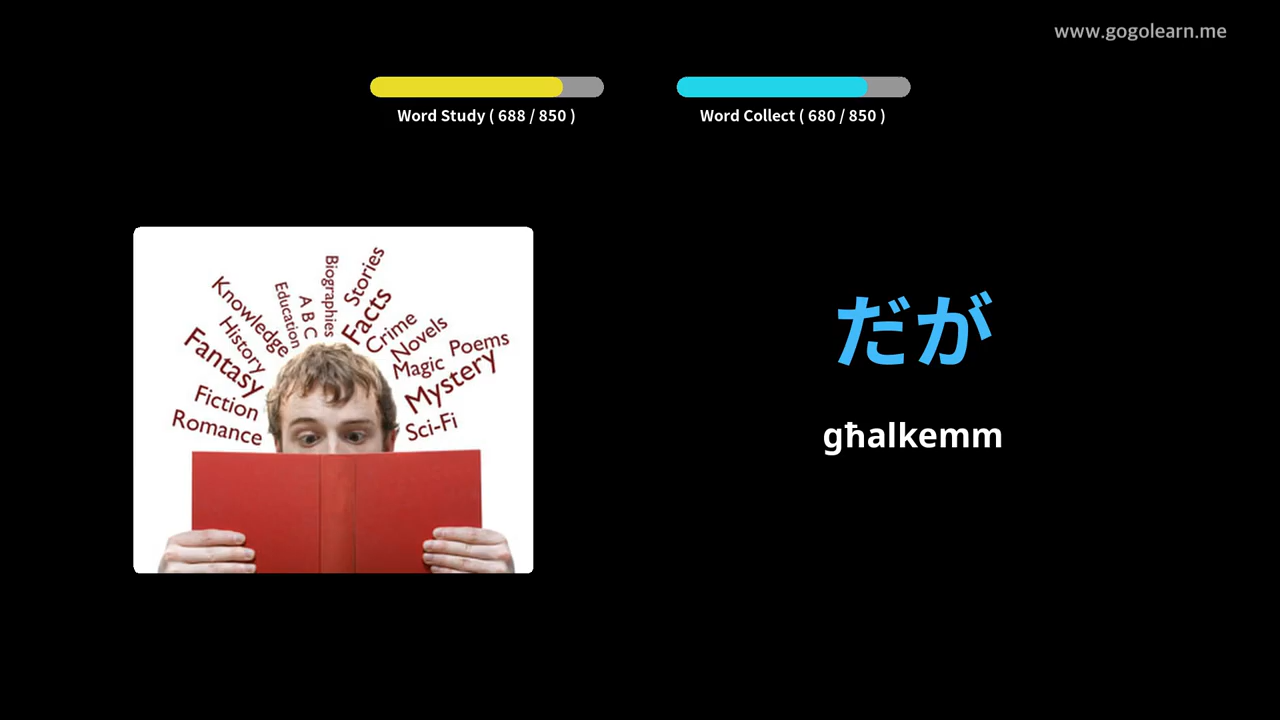 www.gogolearn.me
Word Study ( 688 / 850 )
Word Collect ( 680 / 850 )
Knowledge
Education
A B C
Biographies
Stories
Facts
History
Crime
Novels
Poems
Fantasy
Magic
Mystery
Fiction
Romance
Sci-Fi
だが
għalkemm